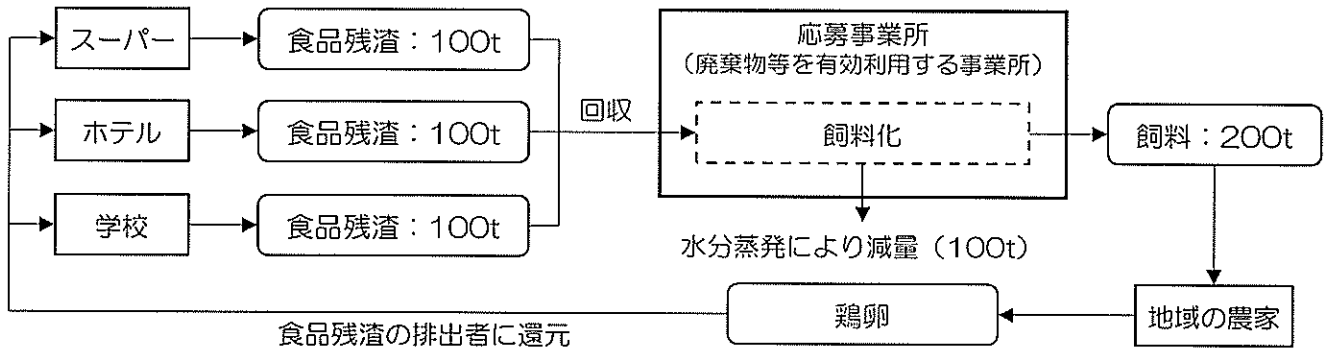 スーパー
食品残渣：100t
ホテル
食品残渣：100t
学校
食品残渣：100t
回収
応募事業所
（廃棄物等を有効利用する事業所）
飼料化
水分蒸発により減量（100t）
飼料：200t
地域の農家
鶏卵
食品残渣の排出者に還元